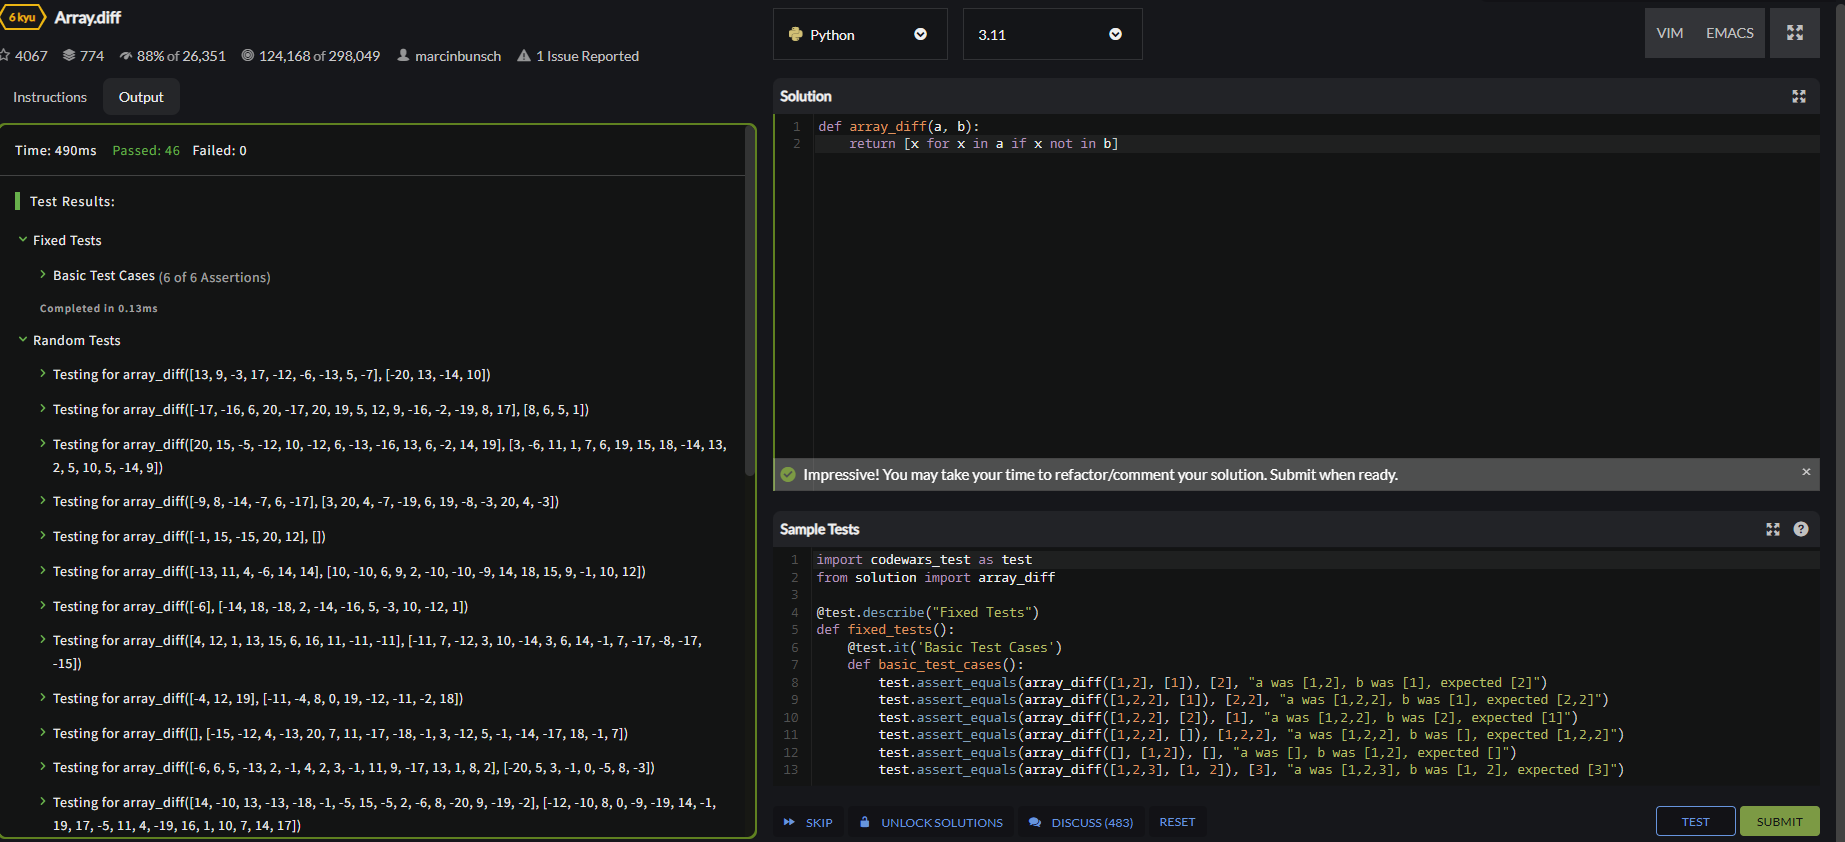 6 kyu Array.diff
4067 774 88% of 26,351 124,168 of 298,049 marcinbunsch 1 Issue Reported
Instructions Output
Time: 490ms Passed: 46 Failed: 0
Test Results:
Fixed Tests
Basic Test Cases (6 of 6 Assertions)
Completed in 0.13ms
Random Tests
Testing for array_diff([13, 9, -3, 17, -12, -6, -13, 5, -7], [-20, 13, -14, 10])
Testing for array_diff([-17, -16, 6, 20, -17, 20, 19, 5, 12, 9, -16, -2, -19, 8, 17], [8, 6, 5, 1])
Testing for array_diff([20, 15, -5, -12, 10, -12, 6, -13, -16, 13, 6, -2, 14, 19], [3, -6, 11, 1, 7, 6, 19, 15, 18, -14, 13,
2, 5, 10, 5, -14, 9])
Testing for array_diff([-9, 8, -14, -7, 6, -17], [3, 20, 4, -7, -19, 6, 19, -8, -3, 20, 4, -3])
Testing for array_diff([-1, 15, -15, 20, 12], [])
Testing for array_diff([-13, 11, 4, -6, 14, 14], [10, -10, 6, 9, 2, -10, -10, -9, 14, 18, 15, 9, -1, 10, 12])
Testing for array_diff([-6], [-14, 18, -18, 2, -14, -16, 5, -3, 10, -12, 1])
Testing for array_diff([4, 12, 1, 13, 15, 6, 16, 11, -11, -11], [-11, 7, -12, 3, 10, -14, 3, 6, 14, -1, 7, -17, -8, -17,
-15])
Testing for array_diff([-4, 12, 19], [-11, -4, 8, 0, 19, -12, -11, -2, 18])
Testing for array_diff([], [-15, -12, 4, -13, 20, 7, 11, -17, -18, -1, 3, -12, 5, -1, -14, -17, 18, -1, 7])
Testing for array_diff([-6, 6, 5, -13, 2, -1, 4, 2, 3, -1, 11, 9, -17, 13, 1, 8, 2], [-20, 5, 3, -1, 0, -5, 8, -3])
Testing for array_diff([14, -10, 13, -13, -18, -1, -5, 15, -5, 2, -6, 8, -20, 9, -19, -2], [-12, -10, 8, 0, -9, -19, 14, -1,
19, 17, -5, 11, 4, -19, 16, 1, 10, 7, 14, 17])
Python 3.11 VIM EMACS
Solution
1 def array_diff(a, b):
2 return [x for x in a if x not in b]
Impressive! You may take your time to refactor/comment your solution. Submit when ready. ×
Sample Tests ?
1 import codewars_test as test
2 from solution import array_diff
3
4 @test.describe("Fixed Tests")
5 def fixed_tests():
6 @test.it('Basic Test Cases')
7 def basic_test_cases():
8 test.assert_equals(array_diff([1,2], [1]), [2], "a was [1,2], b was [1], expected [2]")
9 test.assert_equals(array_diff([1,2,2], [1]), [2,2], "a was [1,2,2], b was [1], expected [2,2]")
10 test.assert_equals(array_diff([1,2,2], [2]), [1], "a was [1,2,2], b was [2], expected [1]")
11 test.assert_equals(array_diff([1,2,2], []), [1,2,2], "a was [1,2,2], b was [], expected [1,2,2]")
12 test.assert_equals(array_diff([], [1,2]), [], "a was [], b was [1,2], expected []")
13 test.assert_equals(array_diff([1,2,3], [1, 2]), [3], "a was [1,2,3], b was [1, 2], expected [3]")
SKIP UNLOCK SOLUTIONS DISCUSS (483) RESET TEST SUBMIT